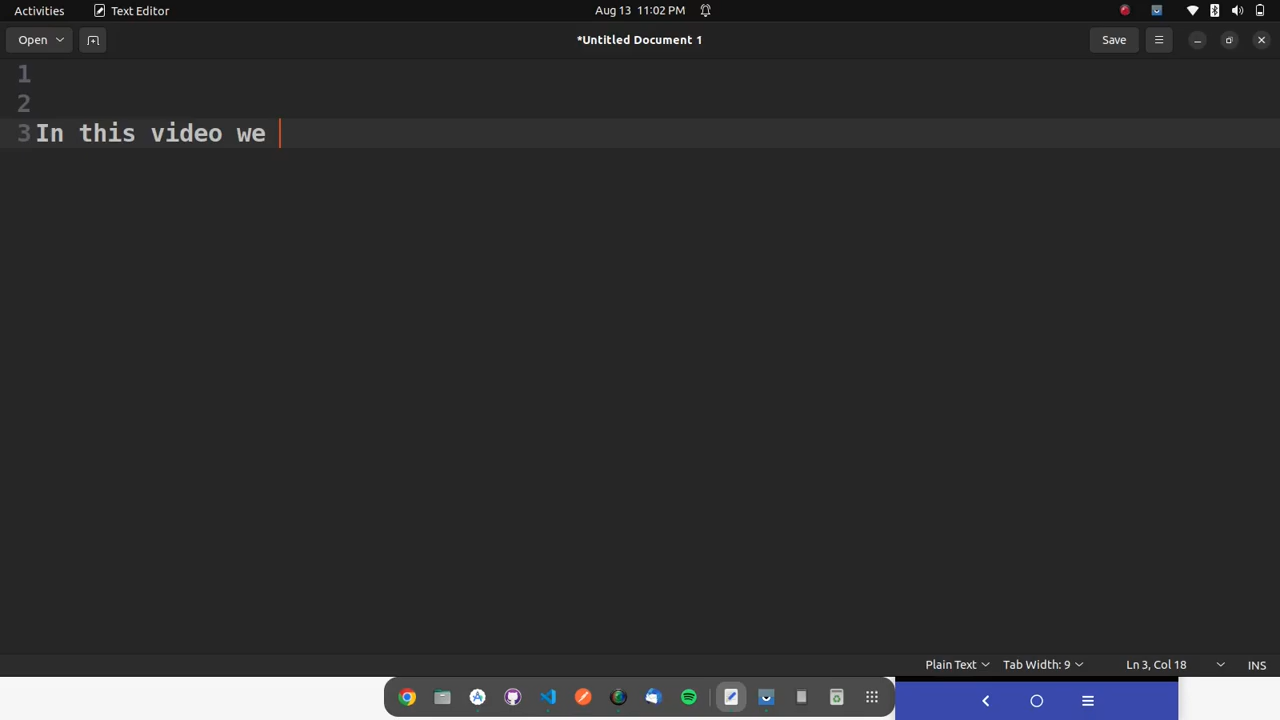 Activities Text Editor Aug 13 11:02 PM
Open *Untitled Document 1 Save
1
2
3 In this video we
Plain Text Tab Width: 9 Ln 3, Col 18 INS